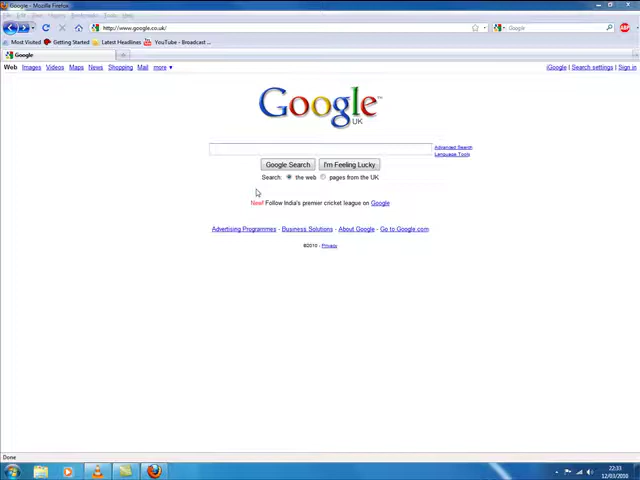 Google - Mozilla Firefox
http://www.google.co.uk/
Google
Most Visited Getting Started Latest Headlines YouTube - Broadcast ...
Google
Web Images Videos Maps News Shopping Mail more ▼
iGoogle | Search settings | Sign in
Google™
UK
Advanced Search
Language Tools
Google Search I'm Feeling Lucky
Search: the web pages from the UK
New! Follow India's premier cricket league on Google
Advertising Programmes - Business Solutions - About Google - Go to Google.com
©2010 - Privacy
Done
22:33
12/03/2010